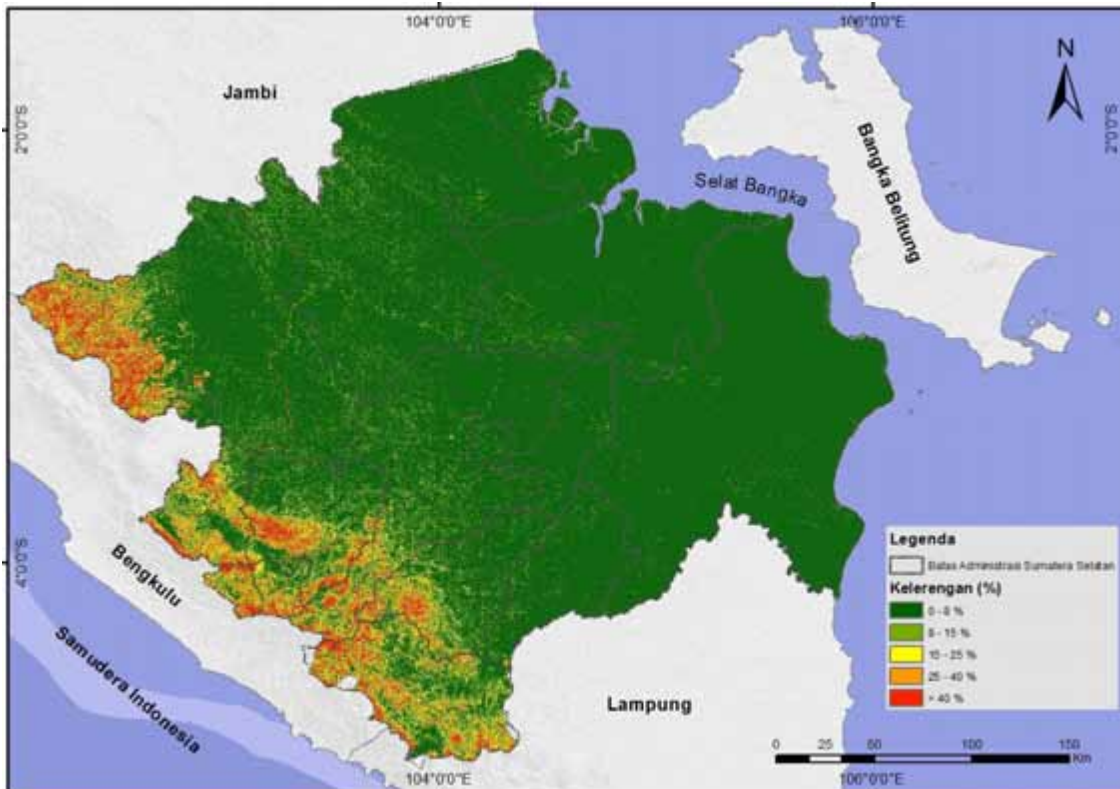 104°0'0"E
106°0'0"E
N
Jambi
2°0'0"S
2°0'0"S
Selat Bangka
Bangka Belitung
Bengkulu
4°0'0"S
Samudera Indonesia
Lampung
Legenda
Batas Administrasi Sumatera Selatan
Kelerengan (%)
0 - 8 %
8 - 15 %
15 - 25 %
25 - 40 %
> 40 %
0 25 50 100 150
Km
104°0'0"E
106°0'0"E